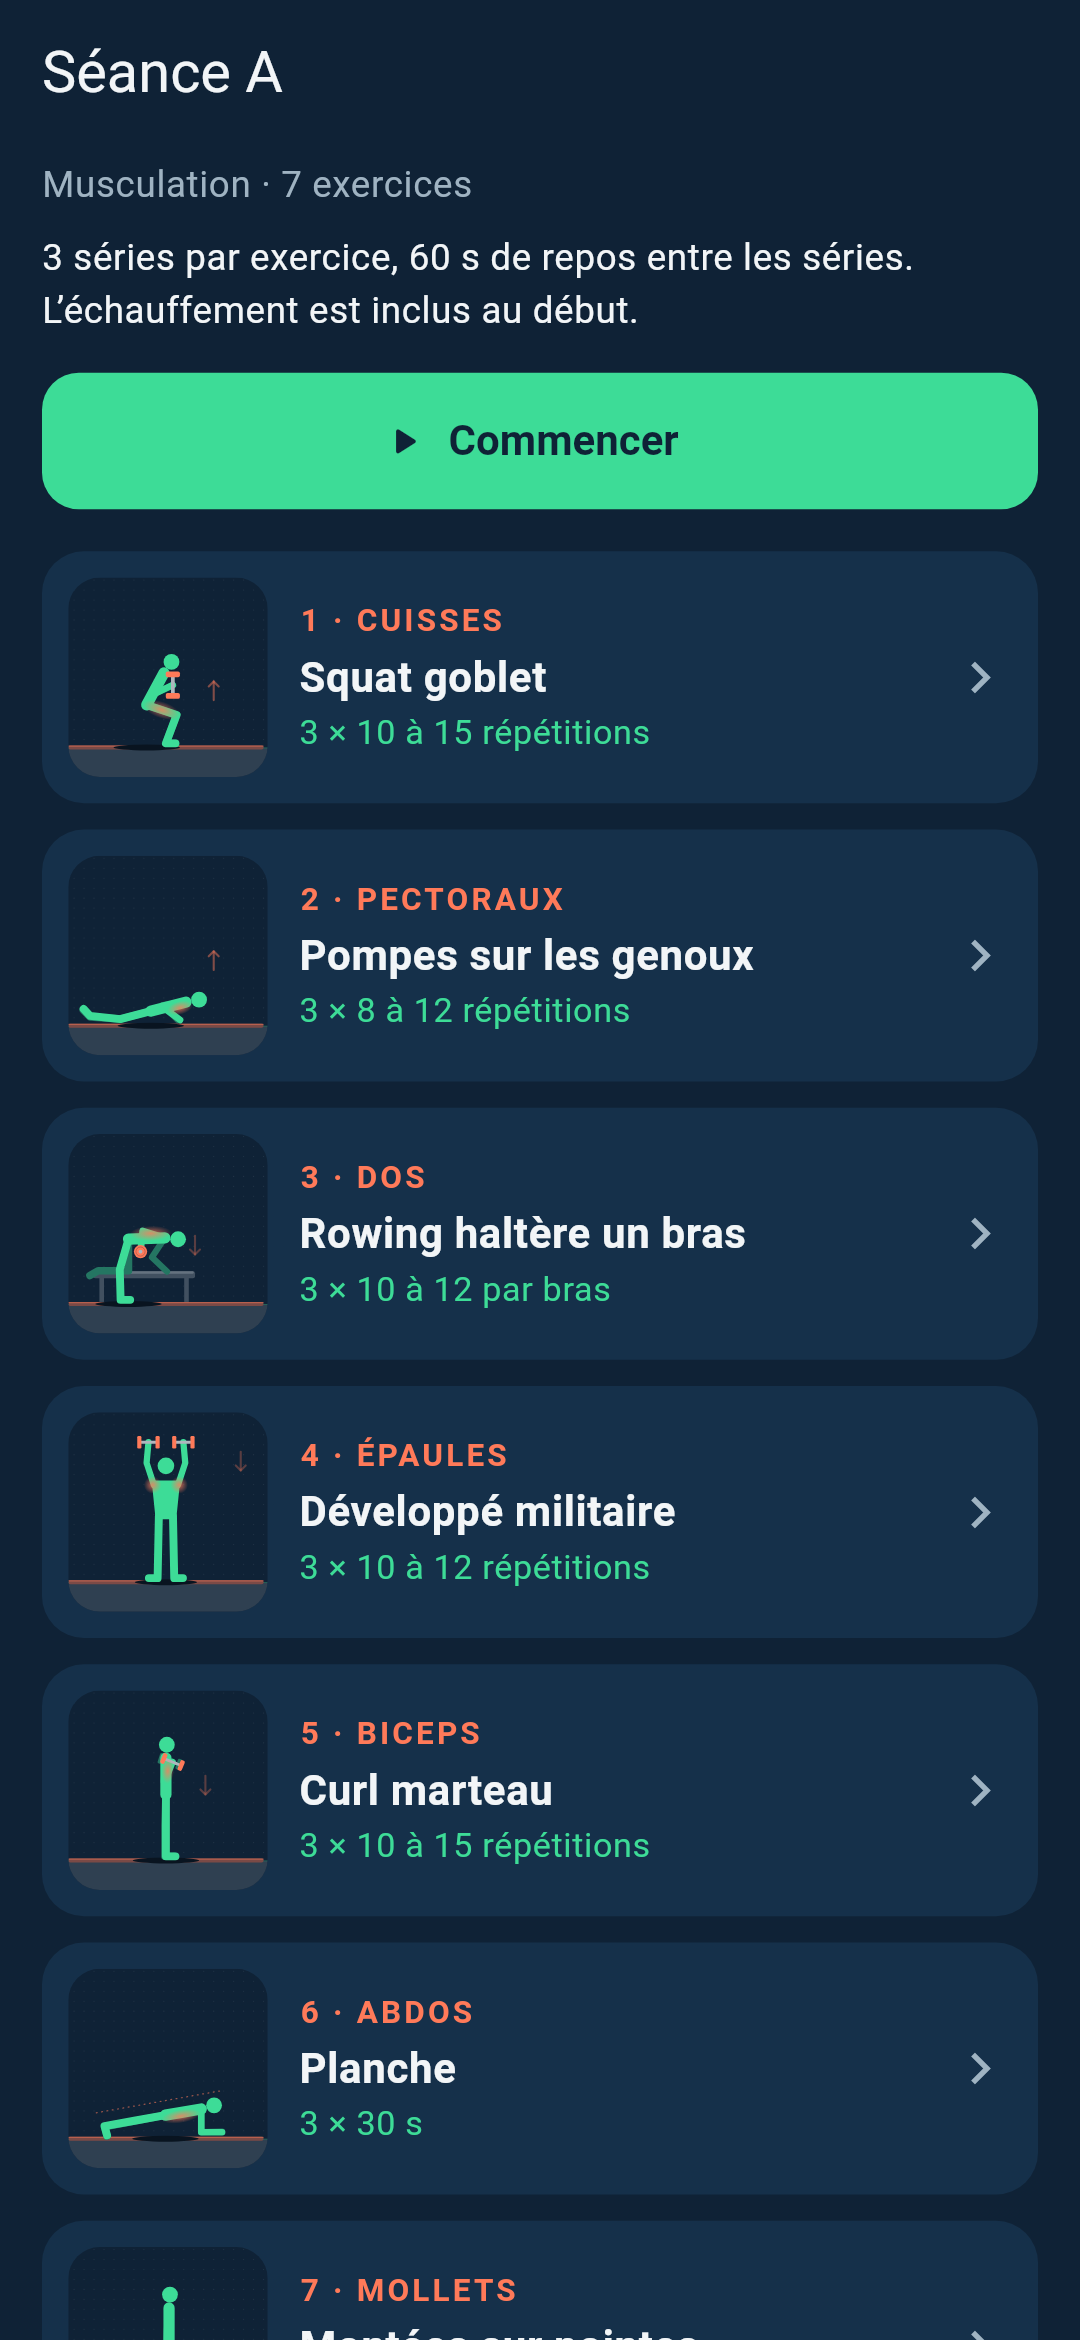 Séance A
Musculation · 7 exercices
3 séries par exercice, 60 s de repos entre les séries.
L’échauffement est inclus au début.
Commencer
1 · CUISSES
Squat goblet
3 × 10 à 15 répétitions
2 · PECTORAUX
Pompes sur les genoux
3 × 8 à 12 répétitions
3 · DOS
Rowing haltère un bras
3 × 10 à 12 par bras
4 · ÉPAULES
Développé militaire
3 × 10 à 12 répétitions
5 · BICEPS
Curl marteau
3 × 10 à 15 répétitions
6 · ABDOS
Planche
3 × 30 s
7 · MOLLETS
Montées sur pointes